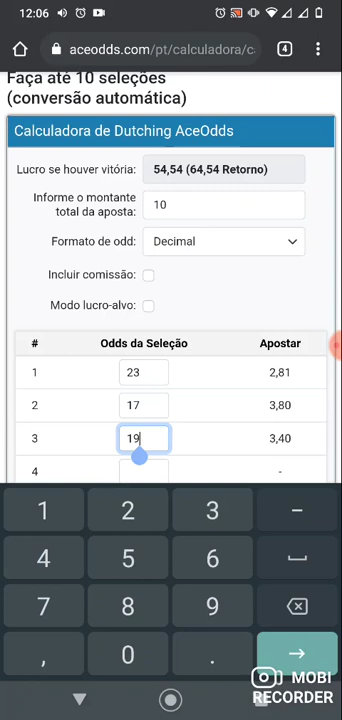 12:06
aceodds.com/pt/calculadora/c
4
Faça até 10 seleções
(conversão automática)
Calculadora de Dutching AceOdds
Lucro se houver vitória: 54,54 (64,54 Retorno)
Informe o montante
total da aposta: 10
Formato de odd: Decimal
Incluir comissão:
Modo lucro-alvo:
# Odds da Seleção Apostar
1 23 2,81
2 17 3,80
3 19 3,40
4 -
1 2 3 −
4 5 6
7 8 9
, 0 .
MOBI
RECORDER